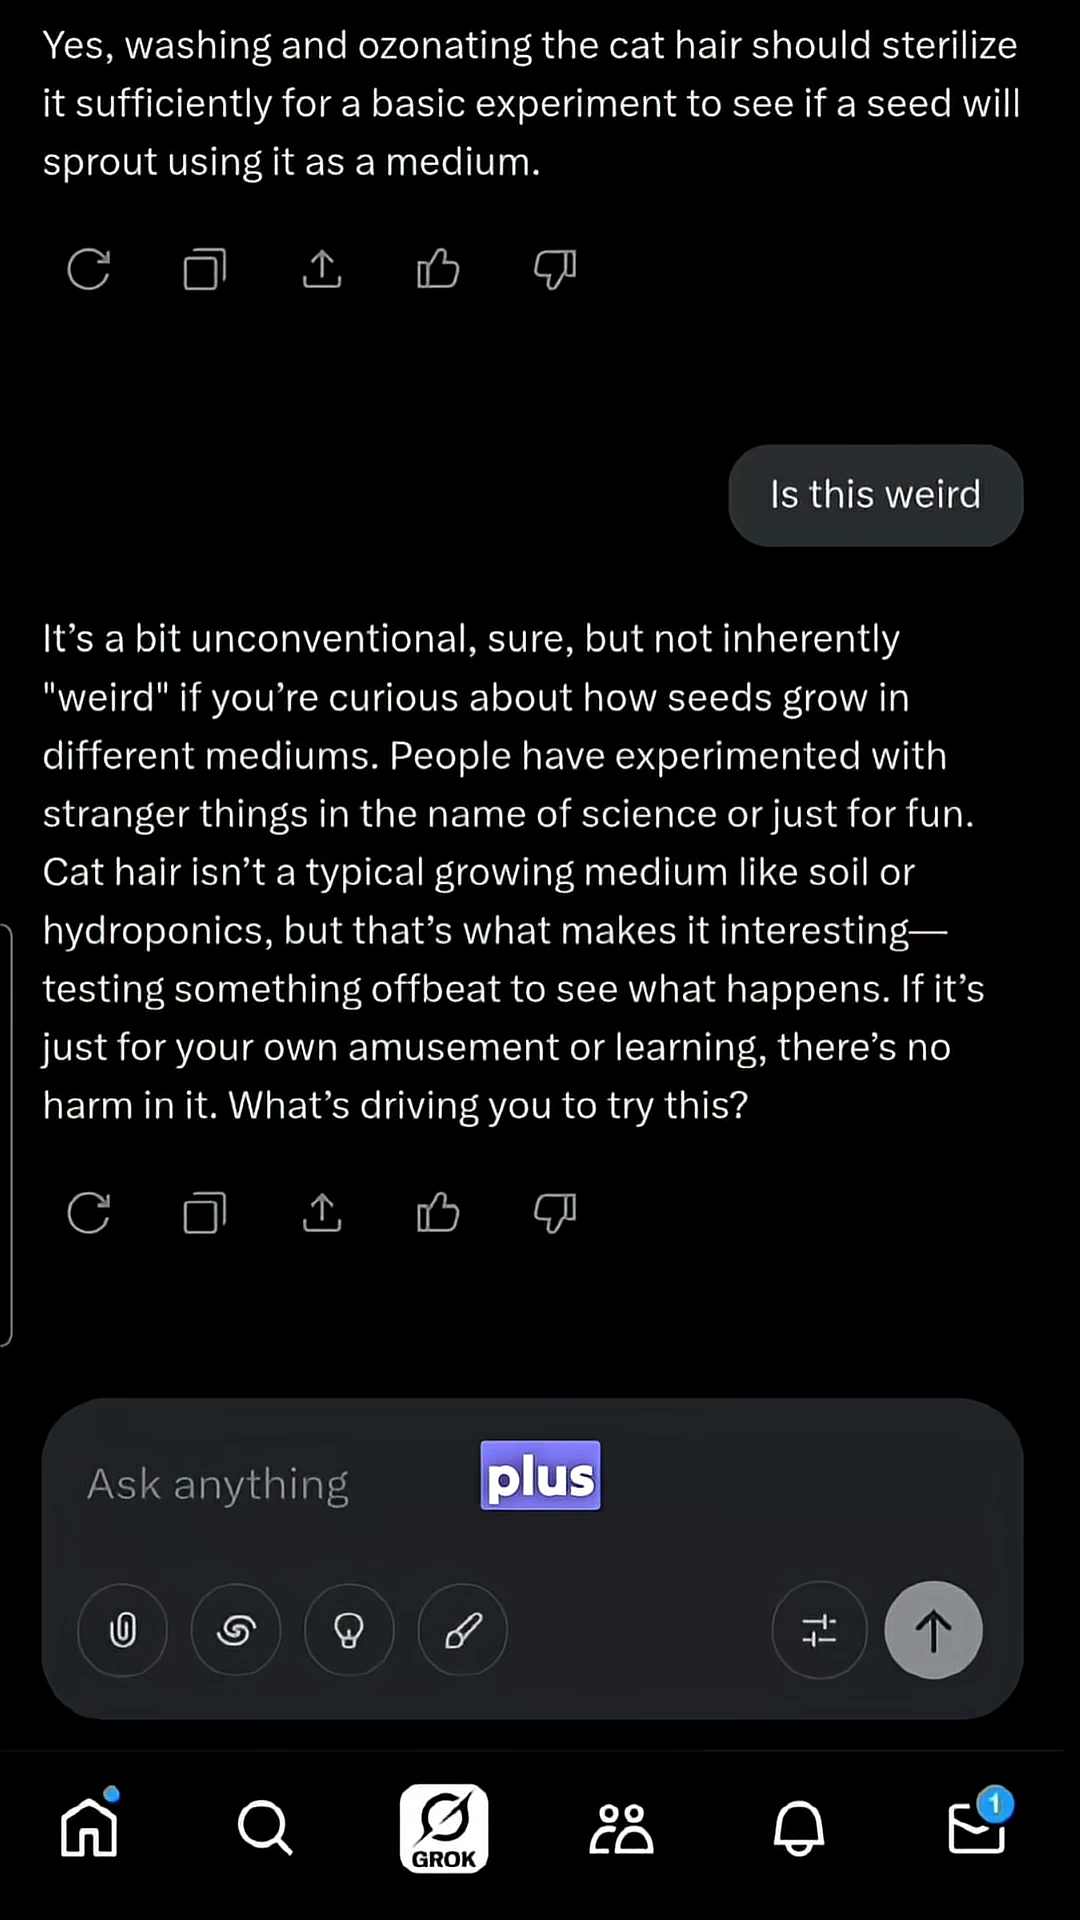 Yes, washing and ozonating the cat hair should sterilize
it sufficiently for a basic experiment to see if a seed will
sprout using it as a medium.
Is this weird
It’s a bit unconventional, sure, but not inherently
"weird" if you’re curious about how seeds grow in
different mediums. People have experimented with
stranger things in the name of science or just for fun.
Cat hair isn’t a typical growing medium like soil or
hydroponics, but that’s what makes it interesting—
testing something offbeat to see what happens. If it’s
just for your own amusement or learning, there’s no
harm in it. What’s driving you to try this?
Ask anything
plus
GROK
1